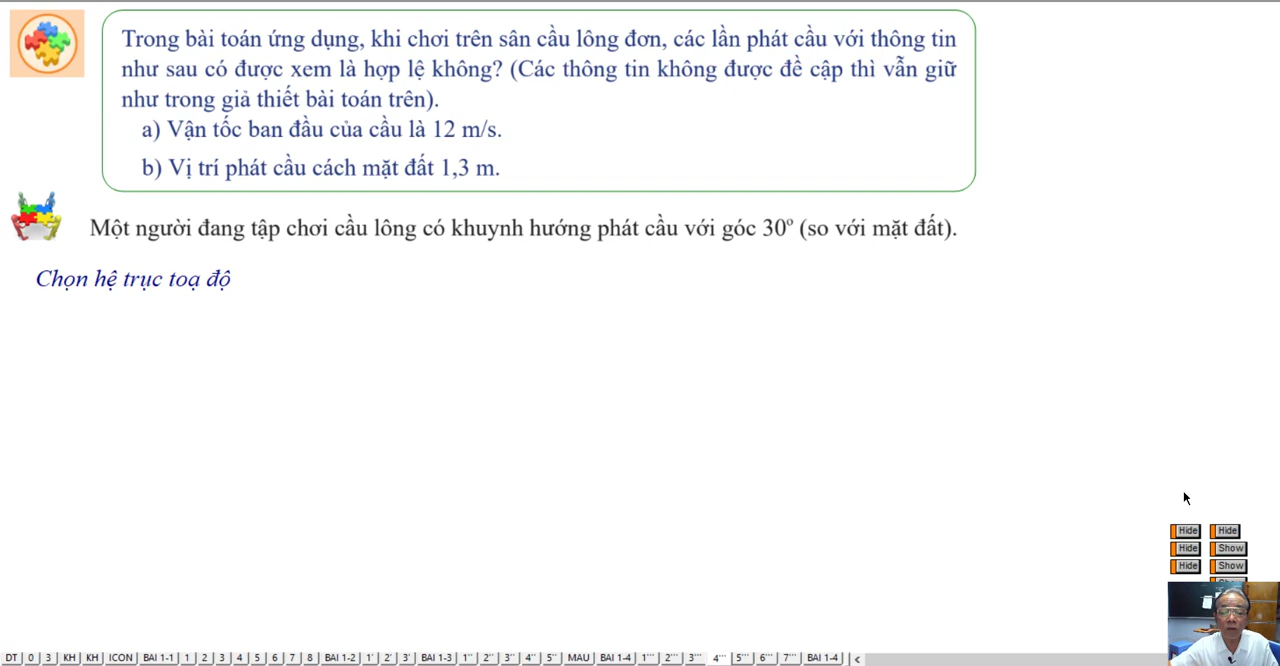 Trong bài toán ứng dụng, khi chơi trên sân cầu lông đơn, các lần phát cầu với thông tin
như sau có được xem là hợp lệ không? (Các thông tin không được đề cập thì vẫn giữ
như trong giả thiết bài toán trên).
a) Vận tốc ban đầu của cầu là 12 m/s.
b) Vị trí phát cầu cách mặt đất 1,3 m.
Một người đang tập chơi cầu lông có khuynh hướng phát cầu với góc 30º (so với mặt đất).
Chọn hệ trục toạ độ
Hide Hide
Hide Show
Hide Show
DT 0 3 KH KH ICON BAI 1-1 1 2 3 4 5 6 7 8 BAI 1-2 1' 2' 3' BAI 1-3 1'' 2'' 3'' 4'' 5'' MAU BAI 1-4 1''' 2''' 3''' 4''' 5''' 6''' 7''' BAI 1-4 <